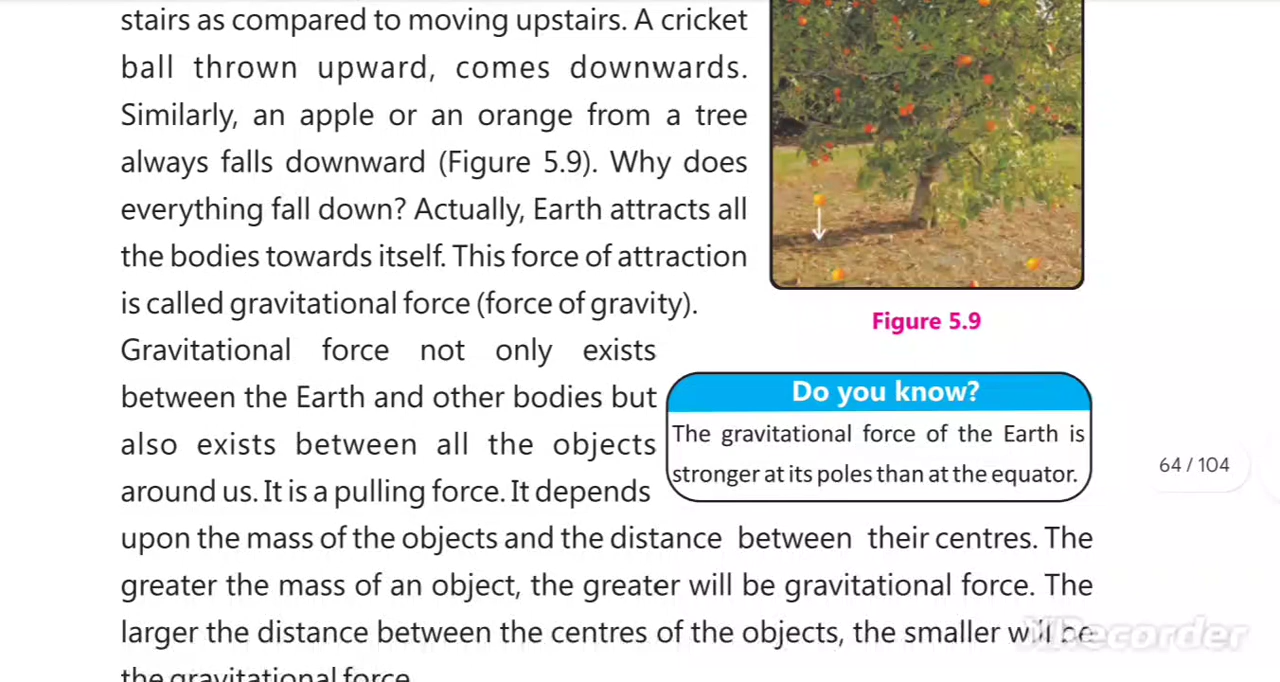 stairs as compared to moving upstairs. A cricket
ball thrown upward, comes downwards.
Similarly, an apple or an orange from a tree
always falls downward (Figure 5.9). Why does
everything fall down? Actually, Earth attracts all
the bodies towards itself. This force of attraction
is called gravitational force (force of gravity).
Figure 5.9
Gravitational force not only exists
between the Earth and other bodies but
also exists between all the objects
around us. It is a pulling force. It depends
Do you know?
The gravitational force of the Earth is
stronger at its poles than at the equator.
64 / 104
upon the mass of the objects and the distance between their centres. The
greater the mass of an object, the greater will be gravitational force. The
larger the distance between the centres of the objects, the smaller will be
the gravitational force.
XRecorder